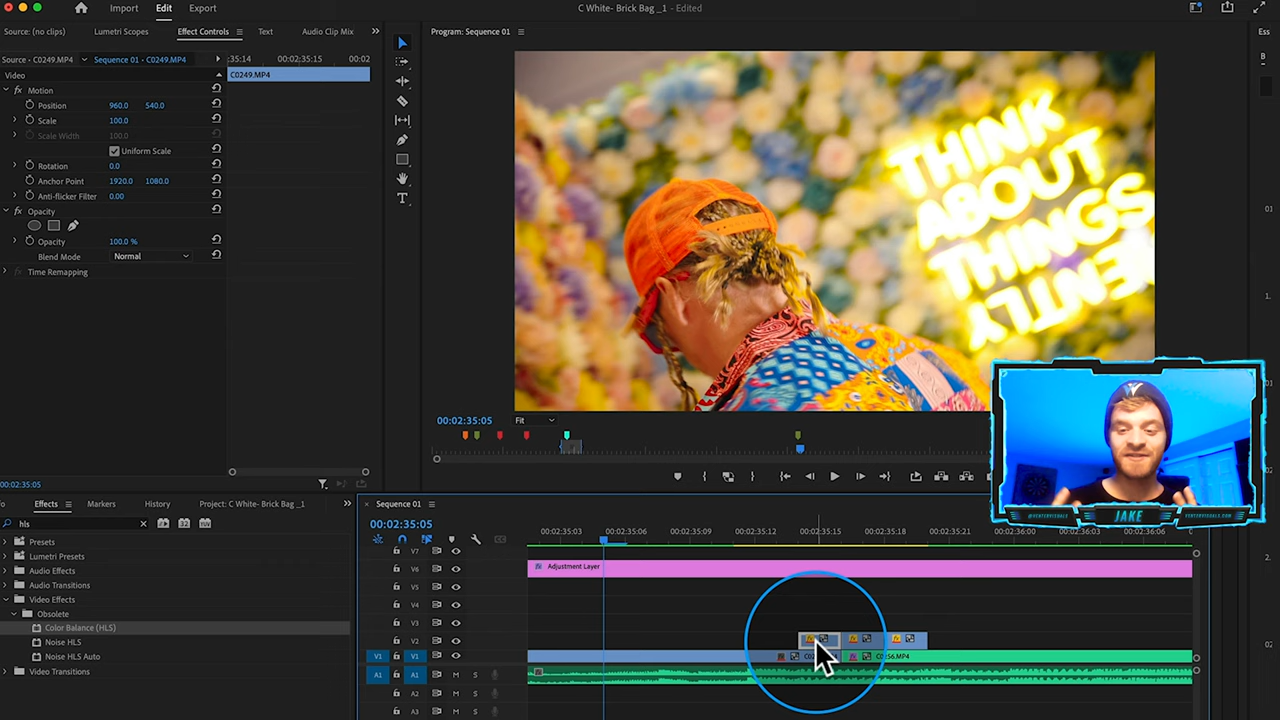 Import Edit Export
C White- Brick Bag _1 - Edited
Source: (no clips) Lumetri Scopes Effect Controls Text Audio Clip Mix
Program: Sequence 01
Ess
Source - C0249.MP4 Sequence 01 - C0249.MP4
:35:14 00:02:35:15 00:02
Video
C0249.MP4
fx Motion
Position 960.0 540.0
Scale 100.0
Scale Width 100.0
Uniform Scale
Rotation 0.0
Anchor Point 1920.0 1080.0
Anti-flicker Filter 0.00
fx Opacity
Opacity 100.0 %
Blend Mode Normal
Time Remapping
THINK
ABOUT
THINGS
00:02:35:05 Fit
00:02:35:05
JAKE
Effects Markers History Project: C White- Brick Bag _1
hls
Presets
Lumetri Presets
Audio Effects
Audio Transitions
Video Effects
Obsolete
Color Balance (HLS)
Noise HLS
Noise HLS Auto
Video Transitions
Sequence 01
00:02:35:05
00:02:35:03 00:02:35:06 00:02:35:09 00:02:35:12 00:02:35:15 00:02:35:18 00:02:35:21 00:02:36:00 00:02:36:03 00:02:36:06
V7
V6 Adjustment Layer
V5
V4
V3
V2
V1 V1
A1 A1 M S
A2 M S
A3 M S